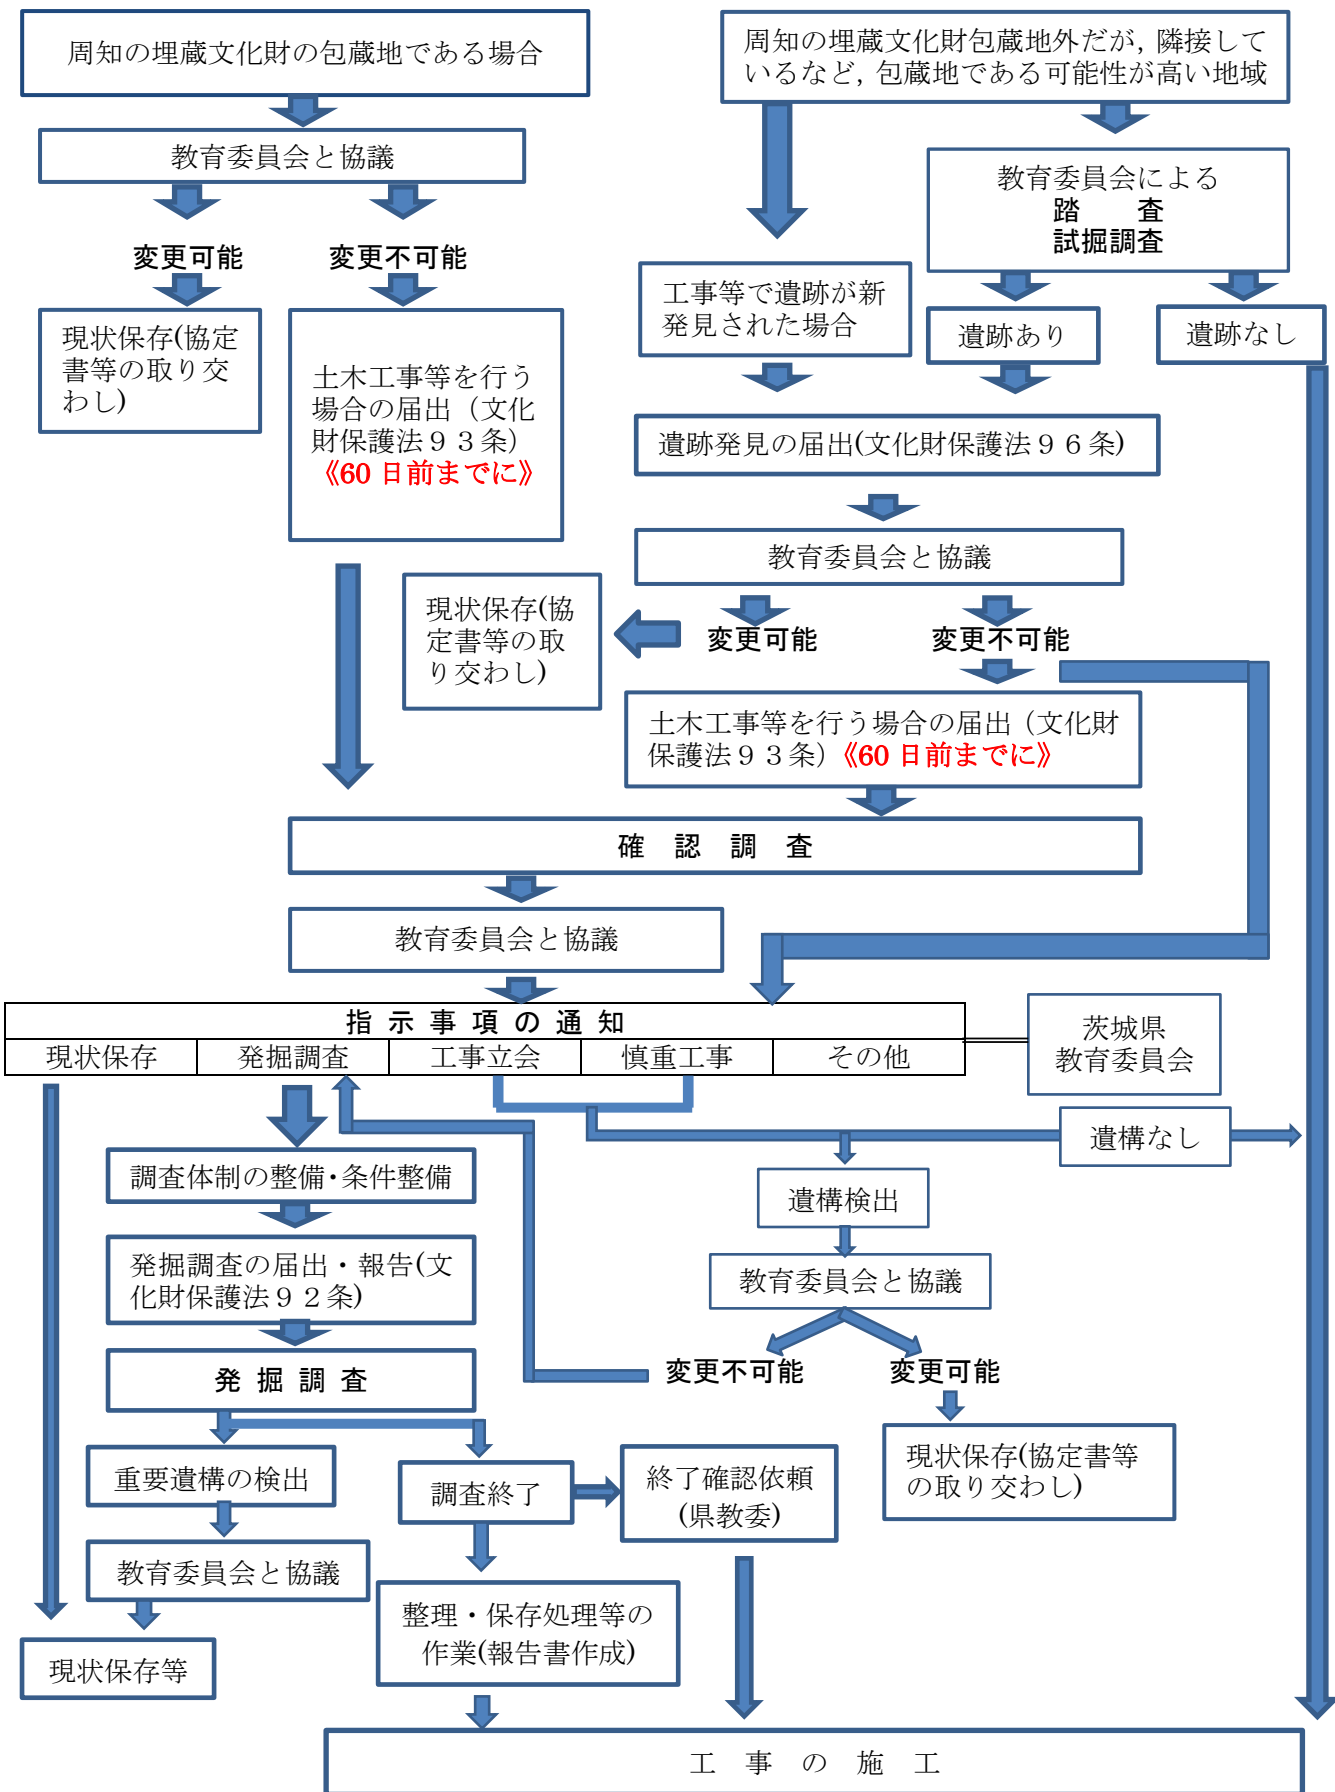 周知の埋蔵文化財の包蔵地である場合
周知の埋蔵文化財包蔵地外だが，隣接して
いるなど，包蔵地である可能性が高い地域
教育委員会と協議
教育委員会による
踏　　査
試掘調査
変更可能
変更不可能
工事等で遺跡が新
発見された場合
遺跡あり
遺跡なし
現状保存(協定
書等の取り交
わし)
土木工事等を行う
場合の届出（文化
財保護法９３条）
《60 日前までに》
遺跡発見の届出(文化財保護法９６条)
教育委員会と協議
変更可能
変更不可能
現状保存(協
定書等の取
り交わし)
土木工事等を行う場合の届出（文化財
保護法９３条）《60 日前までに》
確　認　調　査
教育委員会と協議
指 示 事 項 の 通 知
現状保存
発掘調査
工事立会
慎重工事
その他
茨城県
教育委員会
遺構なし
調査体制の整備・条件整備
遺構検出
発掘調査の届出・報告(文
化財保護法９２条)
教育委員会と協議
発 掘 調 査
変更不可能
変更可能
重要遺構の検出
調査終了
終了確認依頼
(県教委)
現状保存(協定書等
の取り交わし)
教育委員会と協議
整理・保存処理等の
作業(報告書作成)
現状保存等
工　事　の　施　工